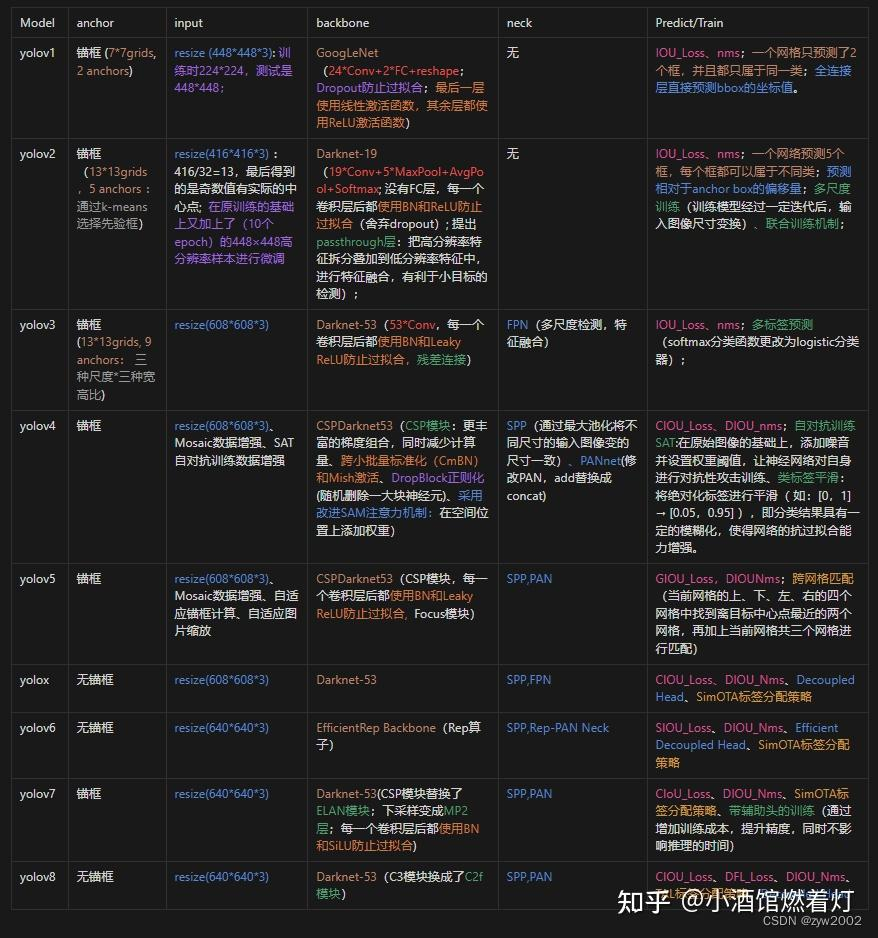 Model anchor input backbone neck Predict/Train
yolov1
锚框 (7*7grids,
2 anchors)
resize (448*448*3): 训
练时224*224，测试是
448*448；
GoogLeNet
（24*Conv+2*FC+reshape；
Dropout防止过拟合；最后一层
使用线性激活函数，其余层都使
用ReLU激活函数）
无
IOU_Loss、nms；一个网格只预测了2
个框，并且都只属于同一类；全连接
层直接预测bbox的坐标值。
yolov2
锚框
（13*13grids
，5 anchors：
通过k-means
选择先验框）
resize(416*416*3) ：
416/32=13，最后得到
的是奇数值有实际的中
心点; 在原训练的基础
上又加上了（10个
epoch）的448×448高
分辨率样本进行微调
Darknet-19
（19*Conv+5*MaxPool+AvgPo
ol+Softmax; 没有FC层，每一个
卷积层后都使用BN和ReLU防止
过拟合（舍弃dropout）; 提出
passthrough层：把高分辨率特
征拆分叠加到低分辨率特征中，
进行特征融合，有利于小目标的
检测）；
无
IOU_Loss、nms；一个网络预测5个
框，每个框都可以属于不同类；预测
相对于anchor box的偏移量；多尺度
训练（训练模型经过一定迭代后，输
入图像尺寸变换）、联合训练机制；
yolov3
锚框
(13*13grids, 9
anchors： 三
种尺度*三种宽
高比)
resize(608*608*3)
Darknet-53（53*Conv，每一个
卷积层后都使用BN和Leaky
ReLU防止过拟合，残差连接）
FPN（多尺度检测，特
征融合）
IOU_Loss、nms；多标签预测
（softmax分类函数更改为logistic分类
器）；
yolov4
锚框
resize(608*608*3)、
Mosaic数据增强、SAT
自对抗训练数据增强
CSPDarknet53（CSP模块：更丰
富的梯度组合，同时减少计算
量、跨小批量标准化（CmBN）
和Mish激活、DropBlock正则化
(随机删除一大块神经元)、采用
改进SAM注意力机制：在空间位
置上添加权重）
SPP（通过最大池化将不
同尺寸的输入图像变的
尺寸一致）、PANnet(修
改PAN，add替换成
concat)
CIOU_Loss、DIOU_nms；自对抗训练
SAT:在原始图像的基础上，添加噪音
并设置权重阈值，让神经网络对自身
进行对抗性攻击训练、类标签平滑：
将绝对化标签进行平滑（ 如：[0，1]
→ [0.05，0.95] ），即分类结果具有一
定的模糊化，使得网络的抗过拟合能
力增强。
yolov5
锚框
resize(608*608*3)、
Mosaic数据增强、自适
应锚框计算、自适应图
片缩放
CSPDarknet53（CSP模块，每一
个卷积层后都使用BN和Leaky
ReLU防止过拟合，Focus模块）
SPP,PAN
GIOU_Loss，DIOUNms；跨网格匹配
（当前网格的上、下、左、右的四个
网格中找到离目标中心点最近的两个
网格，再加上当前网格共三个网格进
行匹配）
yolox
无锚框
resize(608*608*3)
Darknet-53
SPP,FPN
CIOU_Loss、DIOU_Nms、Decoupled
Head、SimOTA标签分配策略
yolov6
无锚框
resize(640*640*3)
EfficientRep Backbone（Rep算
子）
SPP,Rep-PAN Neck
SIOU_Loss、DIOU_Nms、Efficient
Decoupled Head、SimOTA标签分配
策略
yolov7
锚框
resize(640*640*3)
Darknet-53(CSP模块替换了
ELAN模块；下采样变成MP2
层；每一个卷积层后都使用BN
和SiLU防止过拟合)
SPP,PAN
CIoU_Loss、DIOU_Nms、SimOTA标
签分配策略、带辅助头的训练（通过
增加训练成本，提升精度，同时不影
响推理的时间）
yolov8
无锚框
resize(640*640*3)
Darknet-53（C3模块换成了C2f
模块）
SPP,PAN
CIOU_Loss、DFL_Loss、DIOU_Nms、
知乎 @小酒馆燃着灯
CSDN @zyw2002